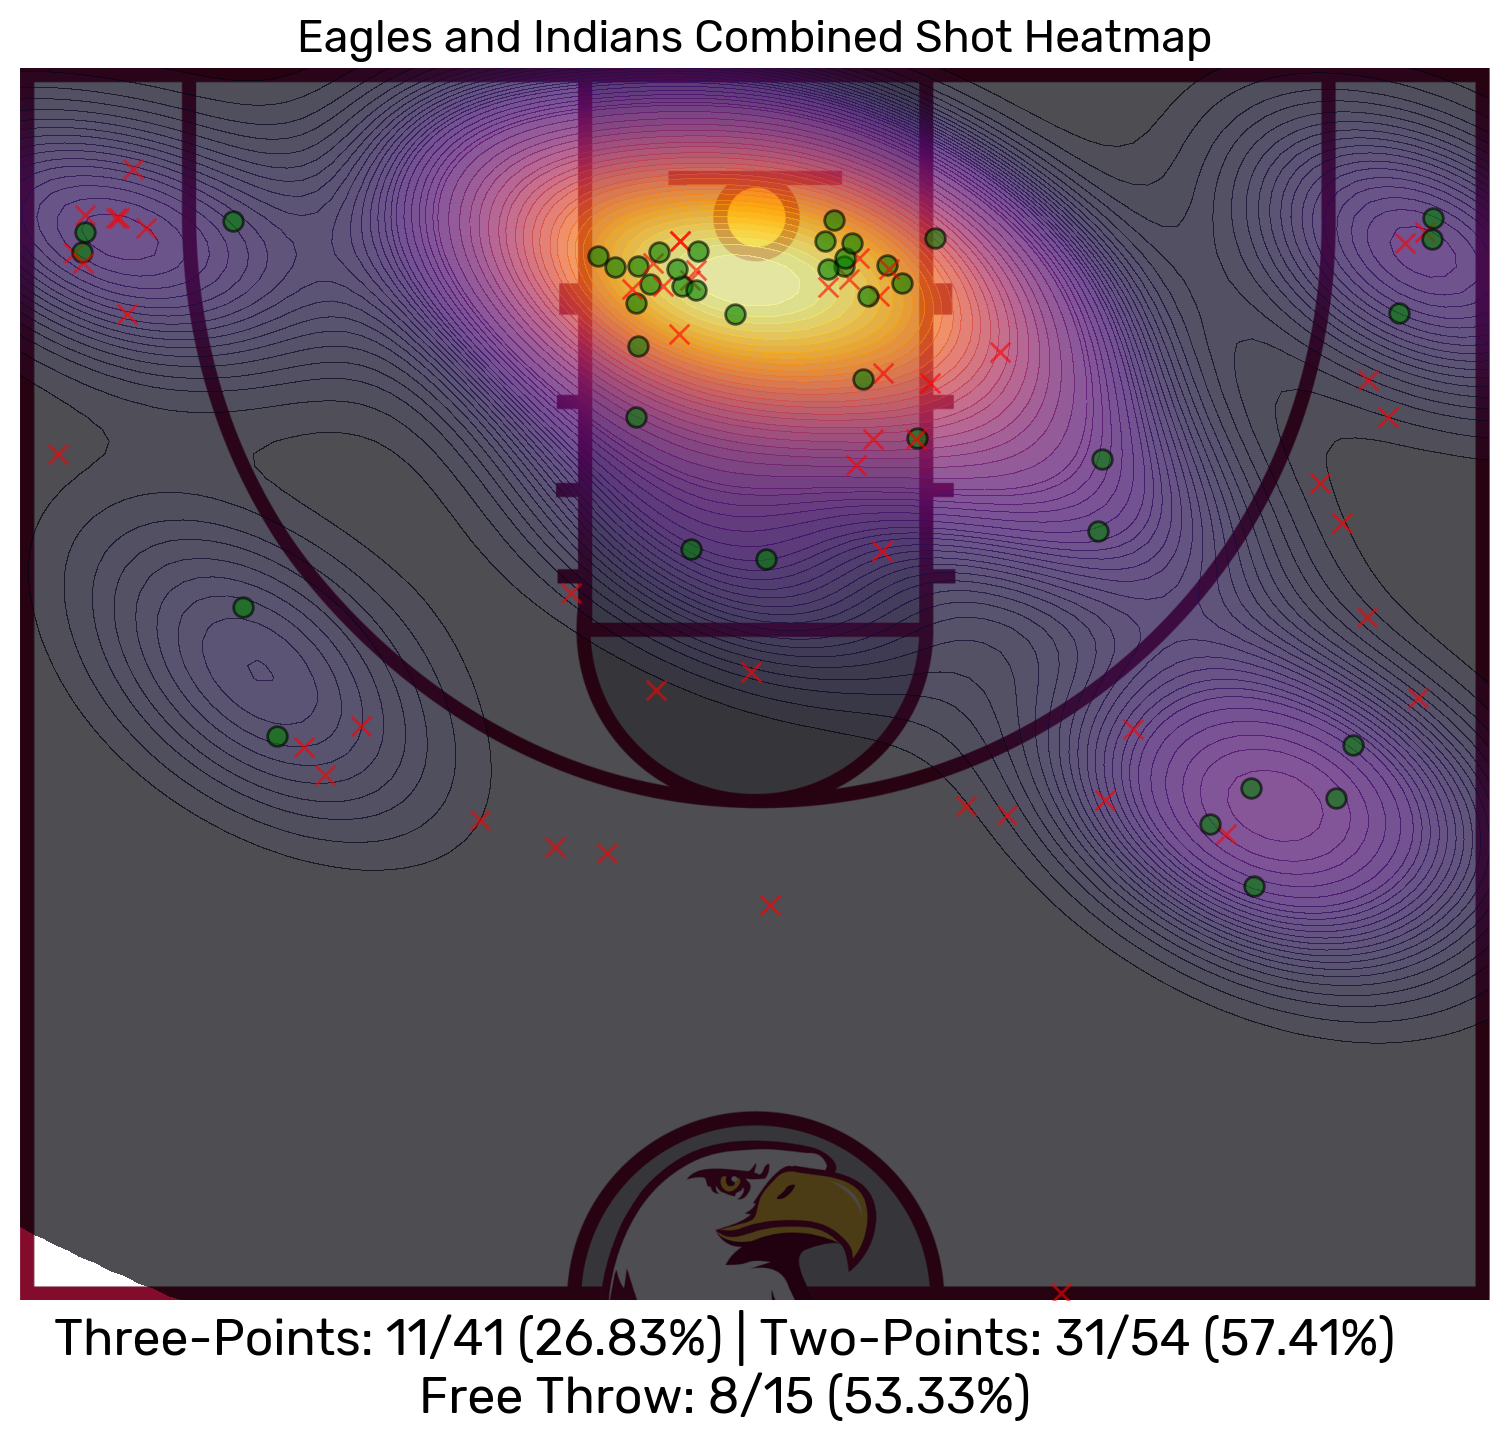 Eagles and Indians Combined Shot Heatmap
Three-Points: 11/41 (26.83%) | Two-Points: 31/54 (57.41%)
Free Throw: 8/15 (53.33%)